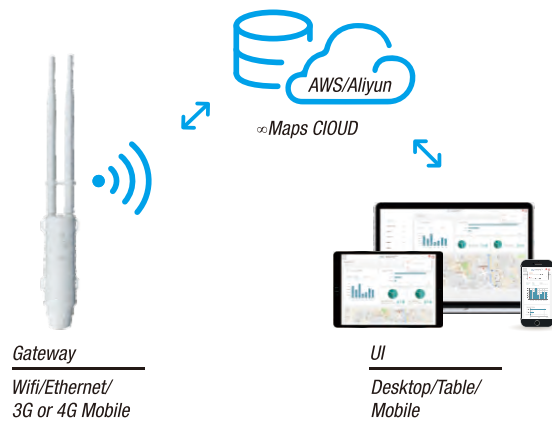 AWS/Aliyun
∞Maps ClOUD
Gateway
Wifi/Ethernet/
3G or 4G Mobile
UI
Desktop/Table/
Mobile